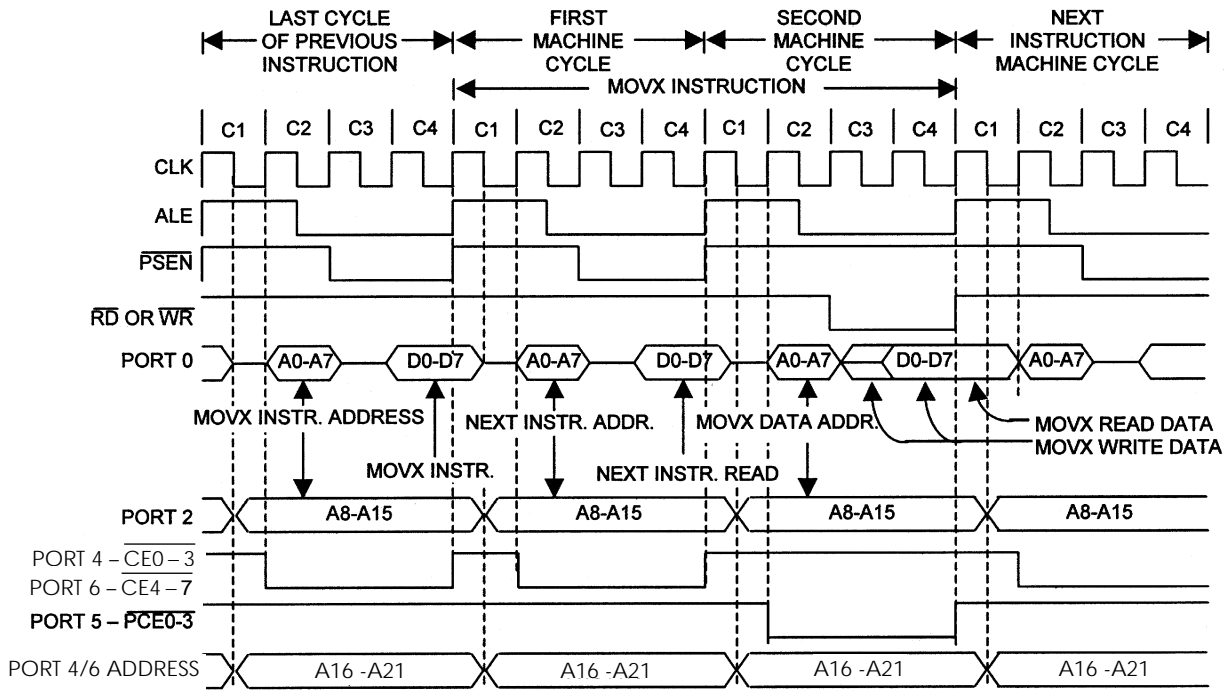 LAST CYCLE
OF PREVIOUS
INSTRUCTION
FIRST
MACHINE
CYCLE
SECOND
MACHINE
CYCLE
NEXT
INSTRUCTION
MACHINE CYCLE
MOVX INSTRUCTION
C1 C2 C3 C4 C1 C2 C3 C4 C1 C2 C3 C4 C1 C2 C3 C4
CLK
ALE
PSEN
RD OR WR
PORT 0 A0-A7 D0-D7 A0-A7 D0-D7 A0-A7 D0-D7 A0-A7
MOVX INSTR. ADDRESS NEXT INSTR. ADDR. MOVX DATA ADDR. MOVX READ DATA
MOVX WRITE DATA
MOVX INSTR. NEXT INSTR. READ
PORT 2 A8-A15 A8-A15 A8-A15 A8-A15
PORT 4 – CE0 – 3
PORT 6 – CE4 – 7
PORT 5 – PCE0-3
PORT 4/6 ADDRESS A16 -A21 A16 -A21 A16 -A21 A16 -A21